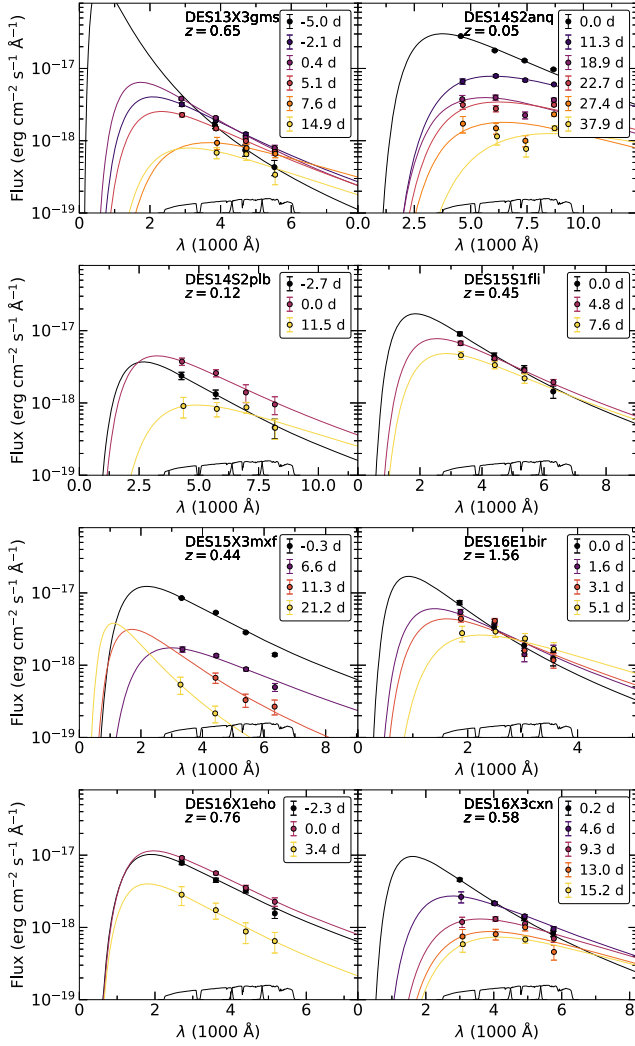 DES13X3gms
z = 0.65
-5.0 d
-2.1 d
0.4 d
5.1 d
7.6 d
14.9 d
DES14S2anq
z = 0.05
0.0 d
11.3 d
18.9 d
22.7 d
27.4 d
37.9 d
Flux (erg cm⁻² s⁻¹ Å⁻¹)
10⁻¹⁷
10⁻¹⁸
10⁻¹⁹
0 2 4 6 0.0 2.5 5.0 7.5 10.0
λ (1000 Å) λ (1000 Å)
DES14S2plb
z = 0.12
-2.7 d
0.0 d
11.5 d
DES15S1fli
z = 0.45
0.0 d
4.8 d
7.6 d
Flux (erg cm⁻² s⁻¹ Å⁻¹)
10⁻¹⁷
10⁻¹⁸
10⁻¹⁹
0.0 2.5 5.0 7.5 10.0 0 2 4 6 8
λ (1000 Å) λ (1000 Å)
DES15X3mxf
z = 0.44
-0.3 d
6.6 d
11.3 d
21.2 d
DES16E1bir
z = 1.56
0.0 d
1.6 d
3.1 d
5.1 d
Flux (erg cm⁻² s⁻¹ Å⁻¹)
10⁻¹⁷
10⁻¹⁸
10⁻¹⁹
0 2 4 6 8 0 2 4
λ (1000 Å) λ (1000 Å)
DES16X1eho
z = 0.76
-2.3 d
0.0 d
3.4 d
DES16X3cxn
z = 0.58
0.2 d
4.6 d
9.3 d
13.0 d
15.2 d
Flux (erg cm⁻² s⁻¹ Å⁻¹)
10⁻¹⁷
10⁻¹⁸
10⁻¹⁹
0 2 4 6 0 2 4 6 8
λ (1000 Å) λ (1000 Å)